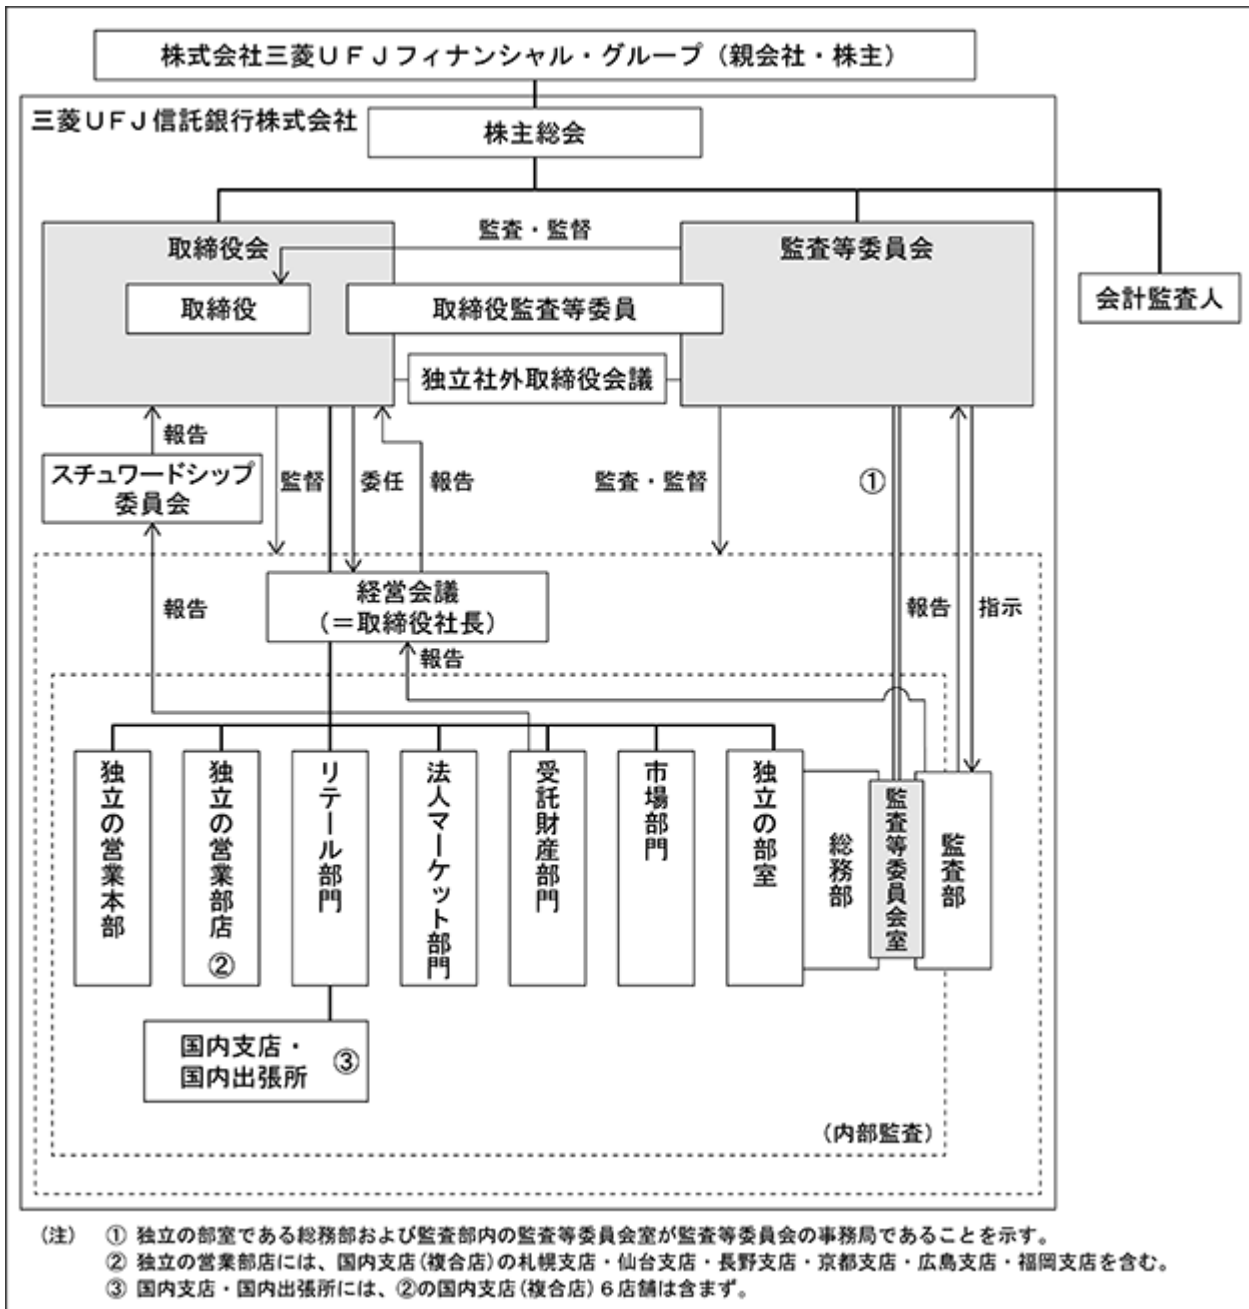 株式会社三菱ＵＦＪフィナンシャル・グループ（親会社・株主）
三菱ＵＦＪ信託銀行株式会社
株主総会
取締役会
監査・監督
監査等委員会
取締役
取締役監査等委員
会計監査人
独立社外取締役会議
報告
スチュワードシップ
委員会
監督
委任
報告
監査・監督
①
経営会議
（＝取締役社長）
報告
報告
報告
指示
独立の営業本部
独立の営業部店
②
リテール部門
法人マーケット部門
受託財産部門
市場部門
独立の部室
総務部
監査等委員会室
監査部
国内支店・
国内出張所
③
（内部監査）
（注） ① 独立の部室である総務部および監査部内の監査等委員会室が監査等委員会の事務局であることを示す。
② 独立の営業部店には、国内支店(複合店)の札幌支店・仙台支店・長野支店・京都支店・広島支店・福岡支店を含む。
③ 国内支店・国内出張所には、②の国内支店(複合店)６店舗は含まず。